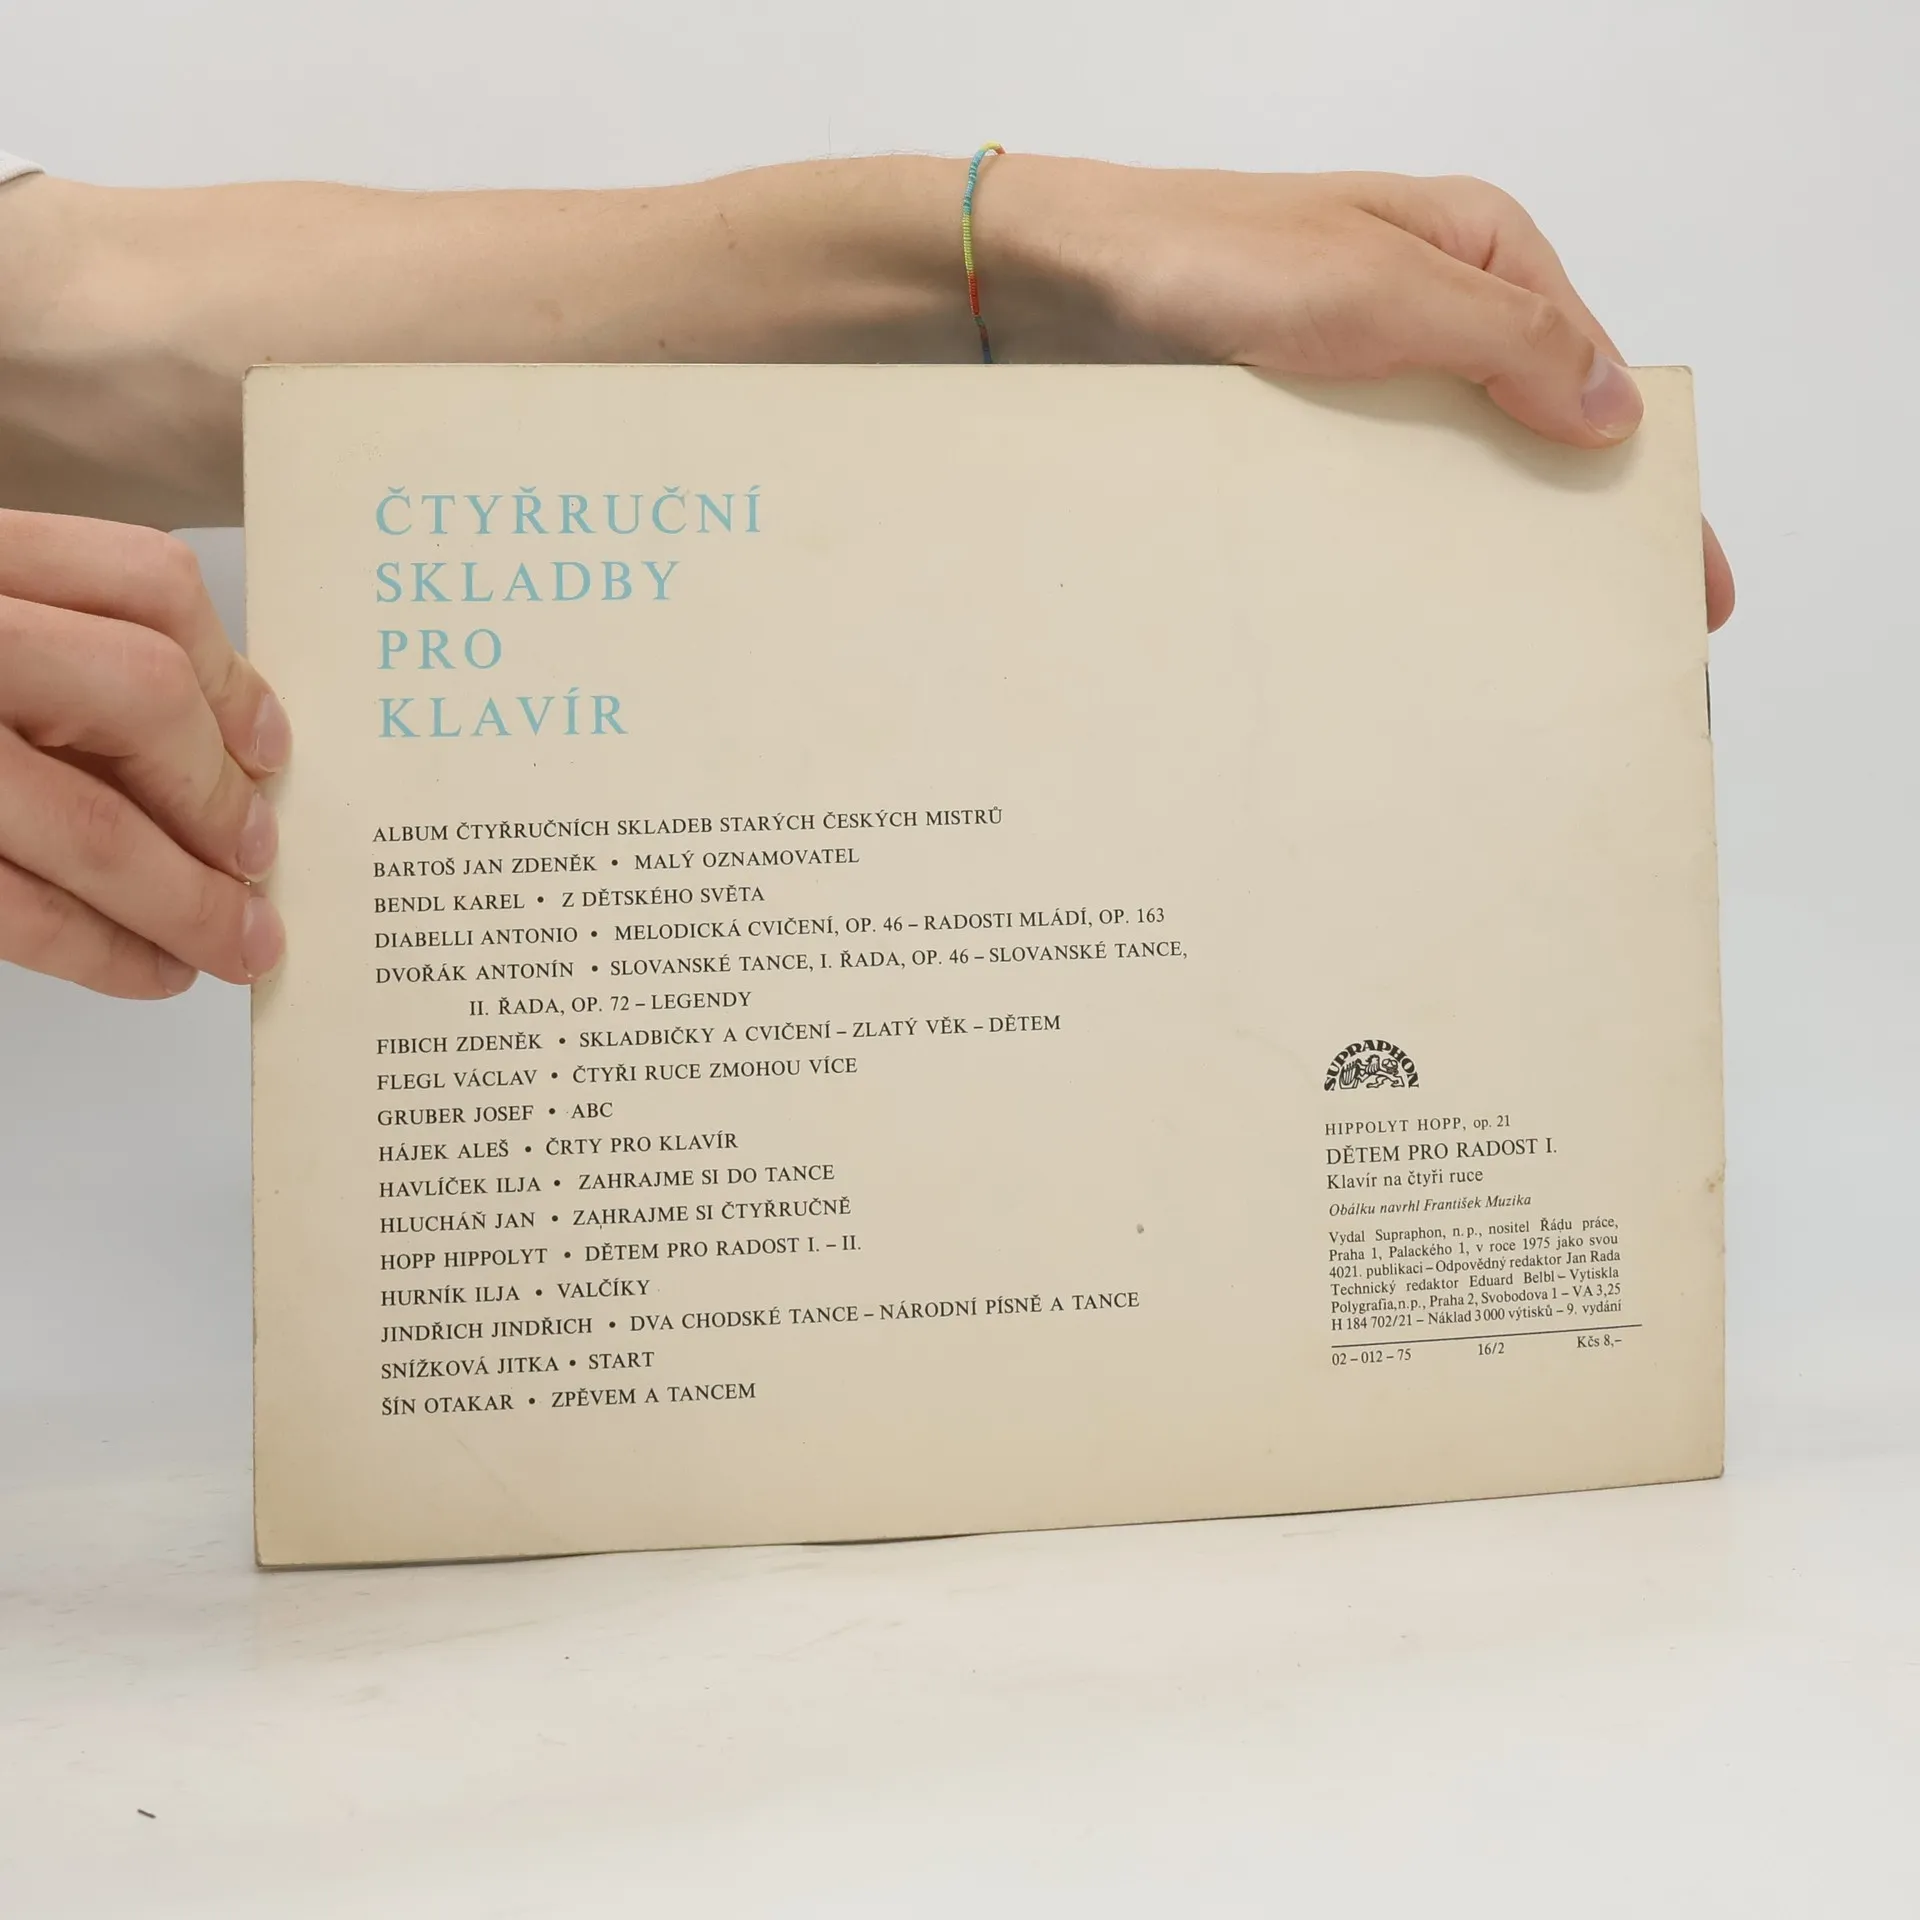 ČTYŘRUČNÍ
SKLADBY
PRO
KLAVÍR
ALBUM ČTYŘRUČNÍCH SKLADEB STARÝCH ČESKÝCH MISTRŮ
BARTOŠ JAN ZDENĚK • MALÝ OZNAMOVATEL
BENDL KAREL • Z DĚTSKÉHO SVĚTA
DIABELLI ANTONIO • MELODICKÁ CVIČENÍ, OP. 46 – RADOSTI MLÁDÍ, OP. 163
DVOŘÁK ANTONÍN • SLOVANSKÉ TANCE, I. ŘADA, OP. 46 – SLOVANSKÉ TANCE,
II. ŘADA, OP. 72 – LEGENDY
FIBICH ZDENĚK • SKLADBIČKY A CVIČENÍ – ZLATÝ VĚK – DĚTEM
FLEGL VÁCLAV • ČTYŘI RUCE ZMOHOU VÍCE
GRUBER JOSEF • ABC
HÁJEK ALEŠ • ČRTY PRO KLAVÍR
HAVLÍČEK ILJA • ZAHRAJME SI DO TANCE
HLUCHÁŇ JAN • ZAHRAJME SI ČTYŘRUČNĚ
HOPP HIPPOLYT • DĚTEM PRO RADOST I. – II.
HURNÍK ILJA • VALČÍKY
JINDŘICH JINDŘICH • DVA CHODSKÉ TANCE – NÁRODNÍ PÍSNĚ A TANCE
SNÍŽKOVÁ JITKA • START
ŠÍN OTAKAR • ZPĚVEM A TANCEM
SUPRAPHON
HIPPOLYT HOPP, op. 21
DĚTEM PRO RADOST I.
Klavír na čtyři ruce
Obálku navrhl František Muzika
Vydal Supraphon, n. p., nositel Řádu práce,
Praha 1, Palackého 1, v roce 1975 jako svou
4021. publikaci – Odpovědný redaktor Jan Rada
Technický redaktor Eduard Belbl – Vytiskla
Polygrafia, n. p., Praha 2, Svobodova 1 – VA 3,25
H 184 702/21 – Náklad 3 000 výtisků – 9. vydání
02 – 012 – 75 16/2 Kčs 8,–